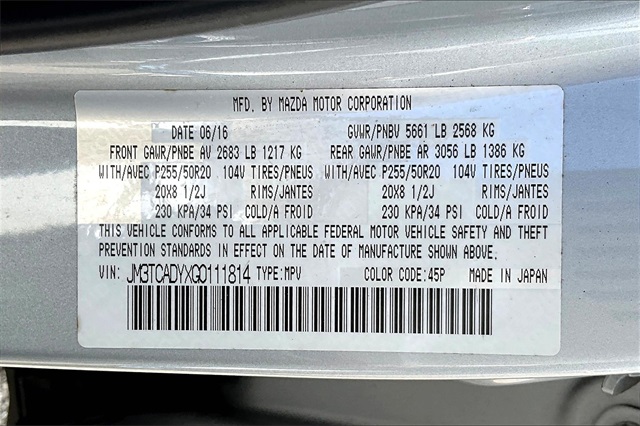 MFD. BY MAZDA MOTOR CORPORATION
DATE 06/16 GVWR/PNBV 5661 LB 2568 KG
FRONT GAWR/PNBE AV 2683 LB 1217 KG REAR GAWR/PNBE AR 3056 LB 1386 KG
WITH/AVEC P255/50R20 104V TIRES/PNEUS WITH/AVEC P255/50R20 104V TIRES/PNEUS
20X8 1/2J RIMS/JANTES 20X8 1/2J RIMS/JANTES
230 KPA/34 PSI COLD/A FROID 230 KPA/34 PSI COLD/A FROID
THIS VEHICLE CONFORMS TO ALL APPLICABLE FEDERAL MOTOR VEHICLE SAFETY AND THEFT
PREVENTION STANDARDS IN EFFECT ON THE DATE OF MANUFACTURE SHOWN ABOVE.
VIN: JM3TCADYXG0111814 TYPE:MPV COLOR CODE:45P MADE IN JAPAN